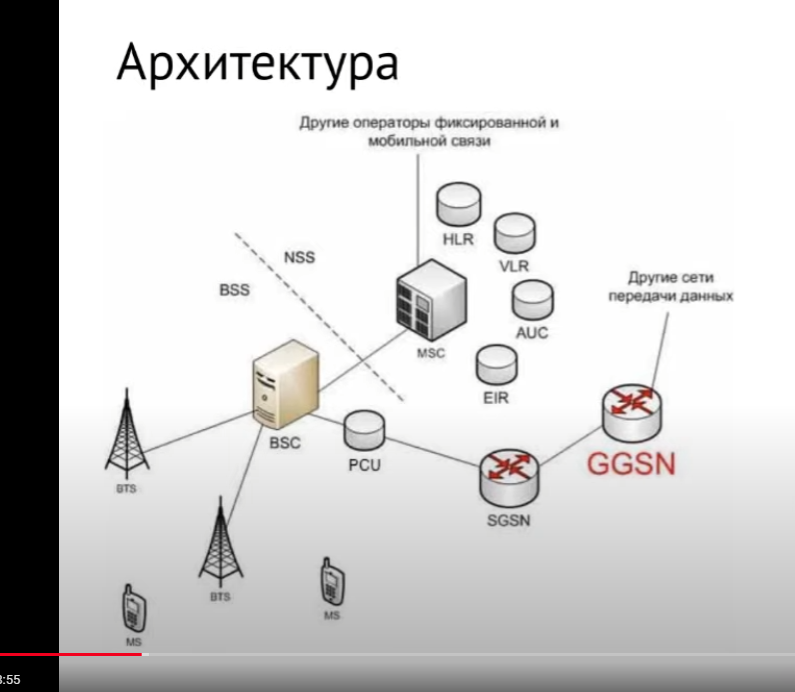 Архитектура
Другие операторы фиксированной и
мобильной связи
HLR
VLR
NSS
BSS
Другие сети
передачи данных
AUC
MSC
EIR
BSC
PCU
GGSN
SGSN
BTS
BTS
MS
MS
:55